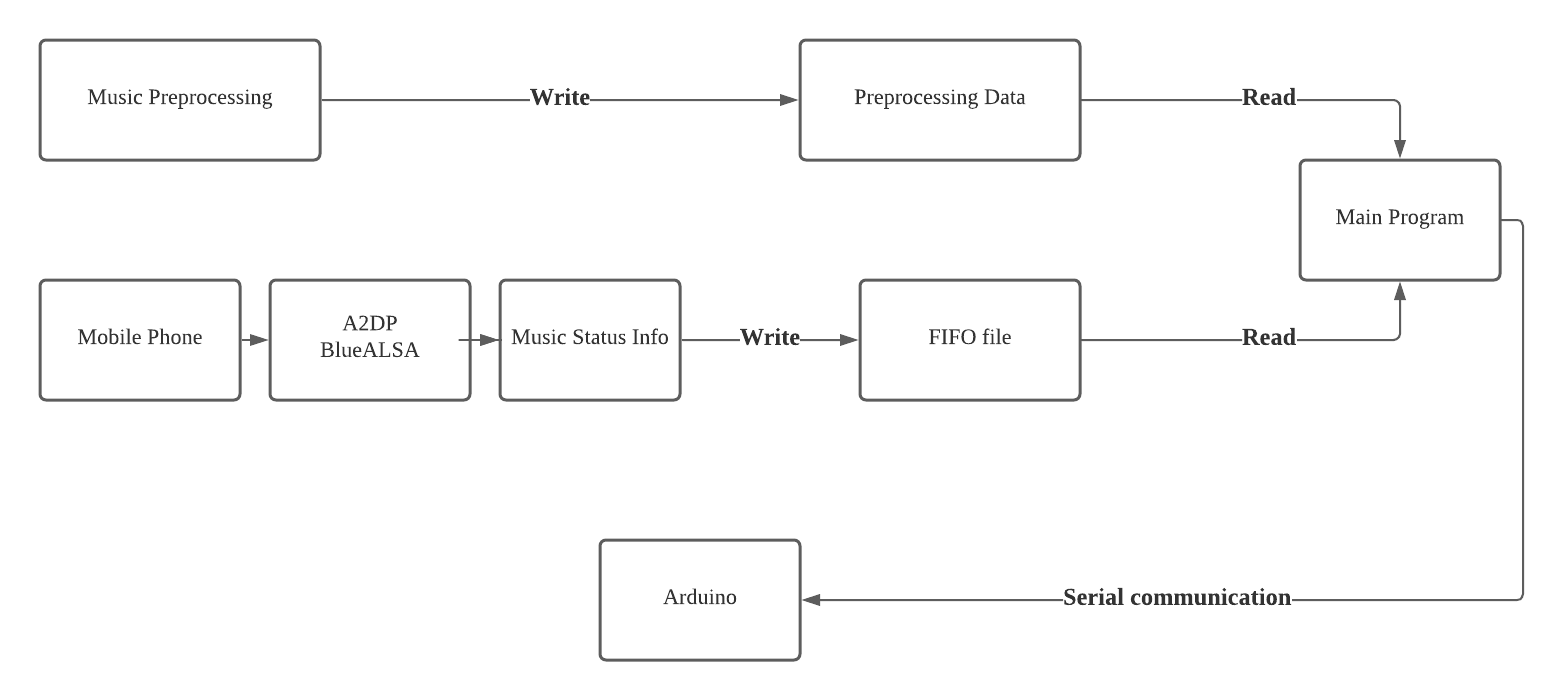 Music Preprocessing
Write
Preprocessing Data
Read
Main Program
Mobile Phone
A2DP
BlueALSA
Music Status Info
Write
FIFO file
Read
Arduino
Serial communication